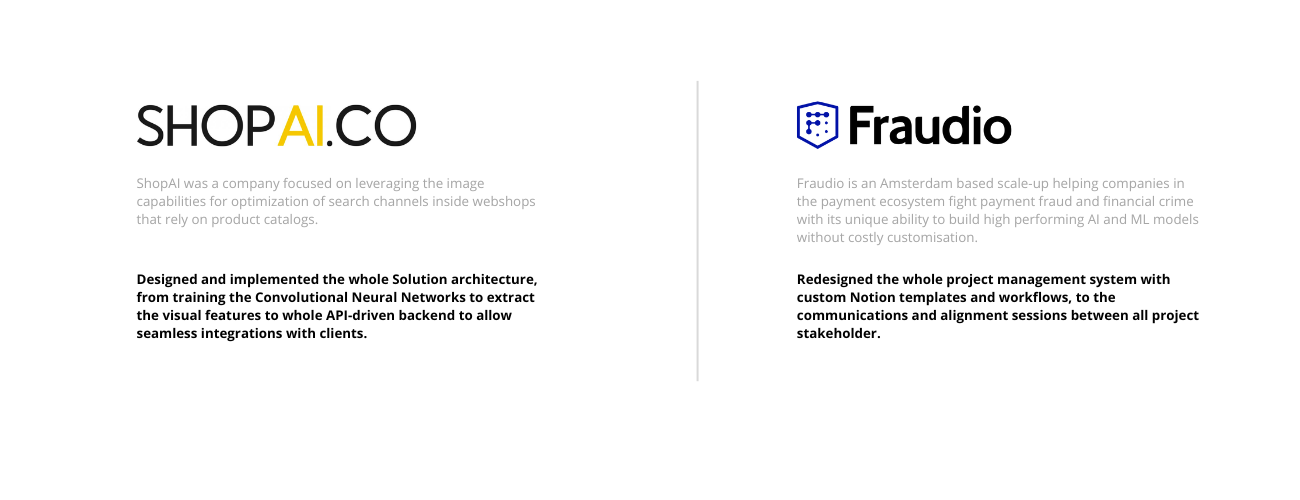 SHOPAI.CO
ShopAI was a company focused on leveraging the image
capabilities for optimization of search channels inside webshops
that rely on product catalogs.
Designed and implemented the whole Solution architecture,
from training the Convolutional Neural Networks to extract
the visual features to whole API-driven backend to allow
seamless integrations with clients.
Fraudio
Fraudio is an Amsterdam based scale-up helping companies in
the payment ecosystem fight payment fraud and financial crime
with its unique ability to build high performing AI and ML models
without costly customisation.
Redesigned the whole project management system with
custom Notion templates and workflows, to the
communications and alignment sessions between all project
stakeholder.